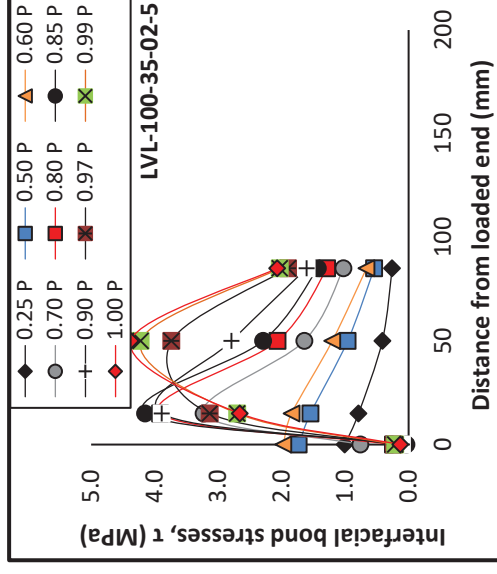 0.25 P
0.50 P
0.60 P
0.70 P
0.80 P
0.85 P
0.90 P
0.97 P
0.99 P
1.00 P
LVL-100-35-02-5
Interfacial bond stresses, τ (MPa)
5.0
4.0
3.0
2.0
1.0
0.0
0
50
100
150
200
Distance from loaded end (mm)